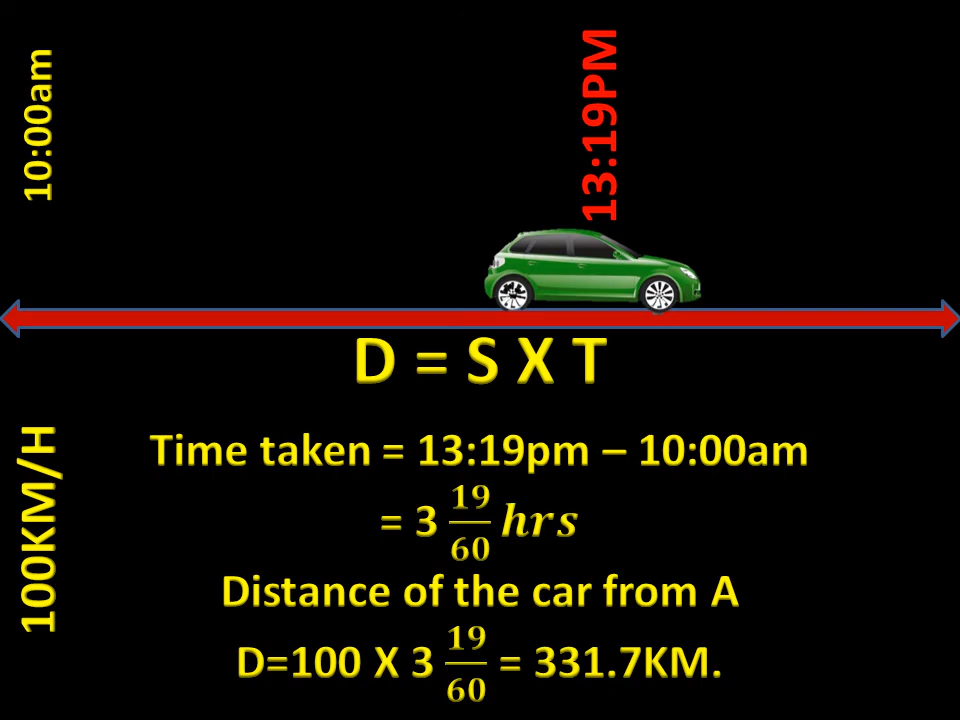 10:00am
13:19PM
D = S X T
100KM/H
Time taken = 13:19pm – 10:00am
= 3 19/60 hrs
Distance of the car from A
D=100 X 3 19/60 = 331.7KM.